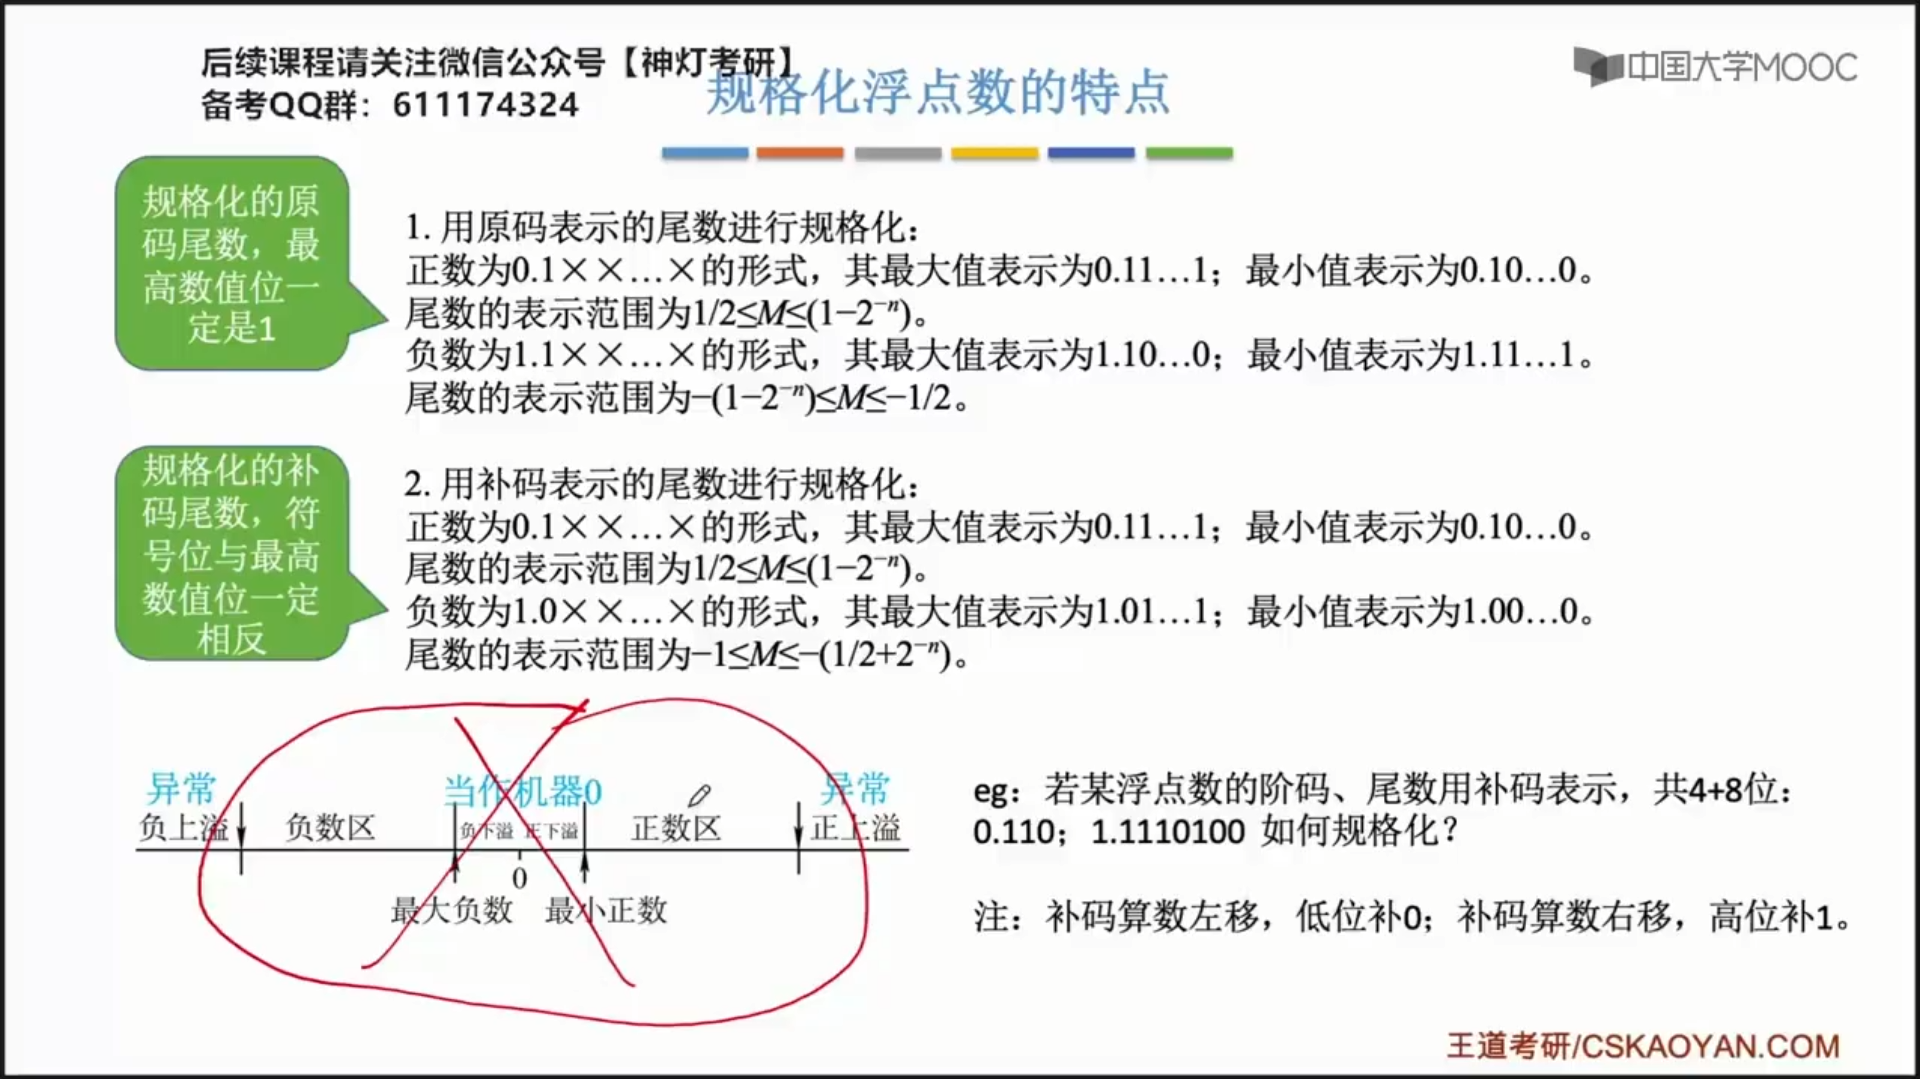 后续课程请关注微信公众号【神灯考研】
备考QQ群：611174324
规格化浮点数的特点
中国大学MOOC
规格化的原
码尾数，最
高数值位一
定是1
1. 用原码表示的尾数进行规格化：
正数为0.1××…×的形式，其最大值表示为0.11…1；最小值表示为0.10…0。
尾数的表示范围为1/2≤M≤(1−2⁻ⁿ)。
负数为1.1××…×的形式，其最大值表示为1.10…0；最小值表示为1.11…1。
尾数的表示范围为−(1−2⁻ⁿ)≤M≤−1/2。
规格化的补
码尾数，符
号位与最高
数值位一定
相反
2. 用补码表示的尾数进行规格化：
正数为0.1××…×的形式，其最大值表示为0.11…1；最小值表示为0.10…0。
尾数的表示范围为1/2≤M≤(1−2⁻ⁿ)。
负数为1.0××…×的形式，其最大值表示为1.01…1；最小值表示为1.00…0。
尾数的表示范围为−1≤M≤−(1/2+2⁻ⁿ)。
异常 当作机器0 异常
负上溢 负数区 负下溢 正下溢 正数区 正上溢
0
最大负数 最小正数
eg：若某浮点数的阶码、尾数用补码表示，共4+8位：
0.110；1.1110100 如何规格化？
注：补码算数左移，低位补0；补码算数右移，高位补1。
王道考研/CSKAOYAN.COM